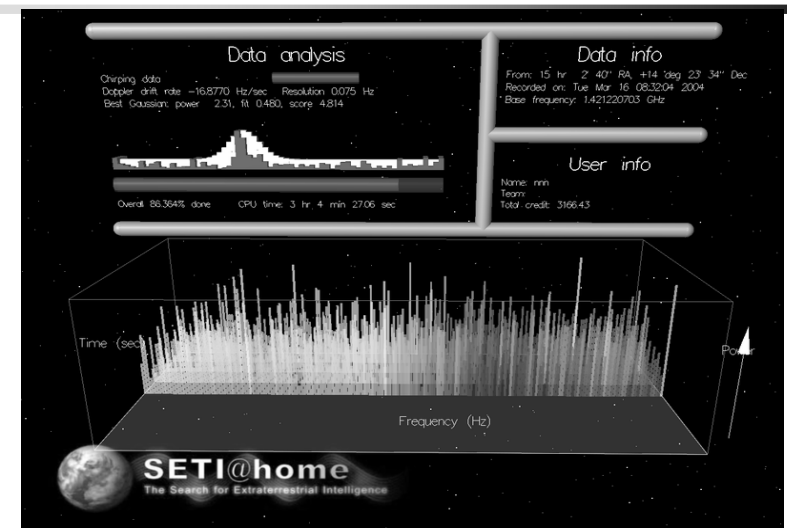 Data analysis
Chirping data
Doppler drift rate -16.8770 Hz/sec Resolution 0.075 Hz
Best Gaussian: power 2.31, fit 0.480, score 4.814
Overall 86.364% done CPU time: 3 hr 4 min 27.06 sec
Data info
From: 15 hr 2' 40'' RA, +14 deg 23' 34'' Dec
Recorded on: Tue Mar 16 08:32:04 2004
Base frequency: 1.421220703 GHz
User info
Name: nnn
Team:
Total credit: 3166.43
Time (sec)
Power
Frequency (Hz)
SETI@home
The Search for Extraterrestrial Intelligence